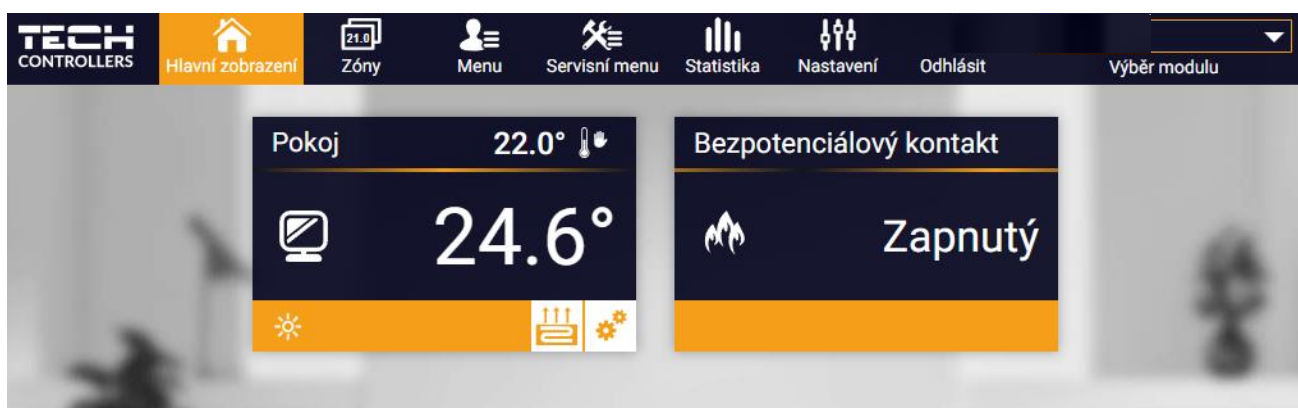 TECH
CONTROLLERS
Hlavní zobrazení
21.0
Zóny
Menu
Servisní menu
Statistika
Nastavení
Odhlásit
Výběr modulu
Pokoj 22.0°
24.6°
Bezpotenciálový kontakt
Zapnutý